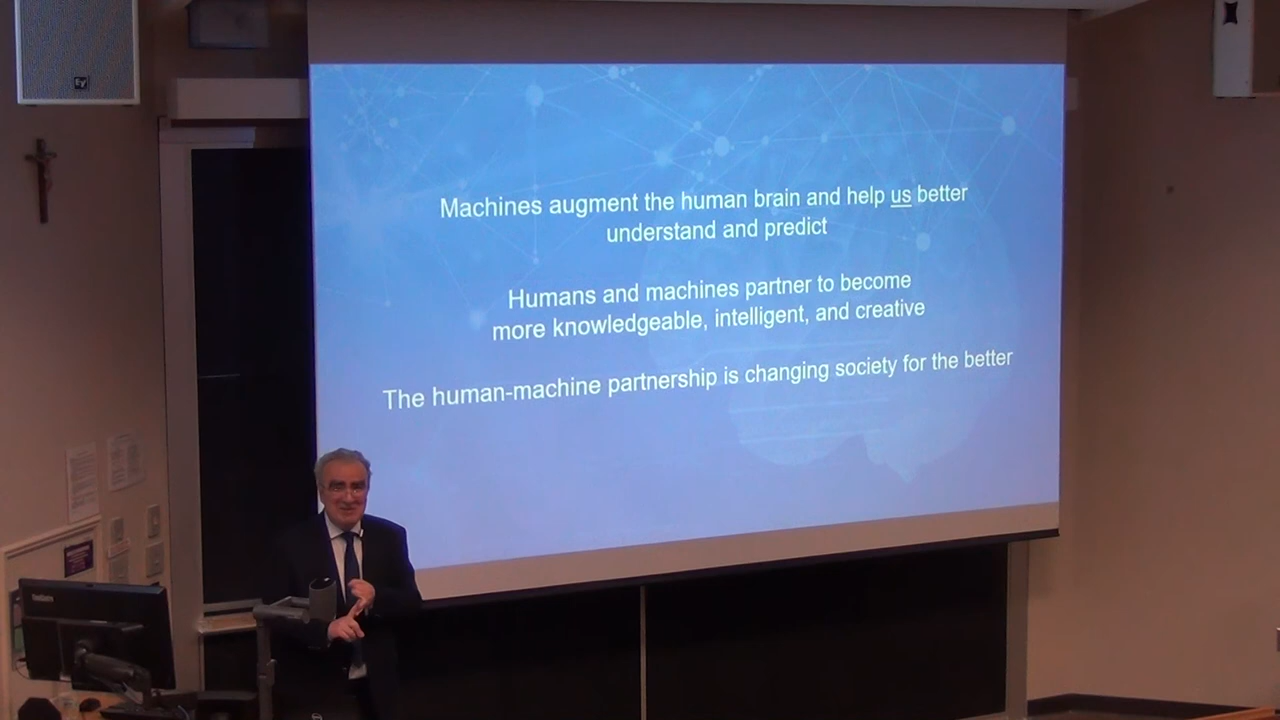 Machines augment the human brain and help us better
understand and predict
Humans and machines partner to become
more knowledgeable, intelligent, and creative
The human-machine partnership is changing society for the better
EV